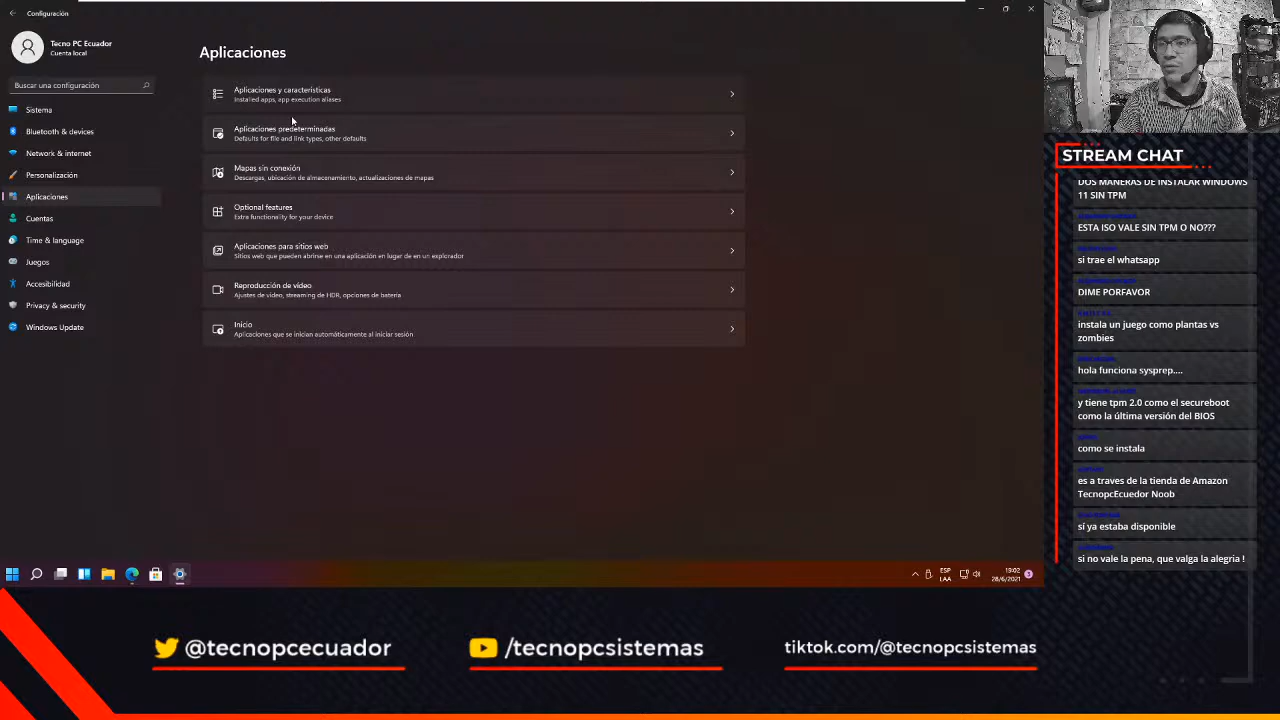 Configuración
Tecno PC Ecuador
Cuenta local
Buscar una configuración
Sistema
Bluetooth & devices
Network & internet
Personalización
Aplicaciones
Cuentas
Time & language
Juegos
Accesibilidad
Privacy & security
Windows Update
Aplicaciones
Aplicaciones y características
Installed apps, app execution aliases
Aplicaciones predeterminadas
Defaults for file and link types, other defaults
Mapas sin conexión
Descargas, ubicación de almacenamiento, actualizaciones de mapas
Optional features
Extra functionality for your device
Aplicaciones para sitios web
Sitios web que pueden abrirse en una aplicación en lugar de en un explorador
Reproducción de vídeo
Ajustes de vídeo, streaming de HDR, opciones de batería
Inicio
Aplicaciones que se inician automáticamente al iniciar sesión
ESP
LAA
19:02
28/6/2021
3
STREAM CHAT
DOS MANERAS DE INSTALAR WINDOWS
11 SIN TPM
ESTA ISO VALE SIN TPM O NO???
si trae el whatsapp
DIME PORFAVOR
instala un juego como plantas vs
zombies
hola funciona sysprep....
y tiene tpm 2.0 como el secureboot
como la última versión del BIOS
como se instala
es a traves de la tienda de Amazon
TecnopcEcuador Noob
sí ya estaba disponible
si no vale la pena, que valga la alegria !
@tecnopcecuador
/tecnopcsistemas
tiktok.com/@tecnopcsistemas